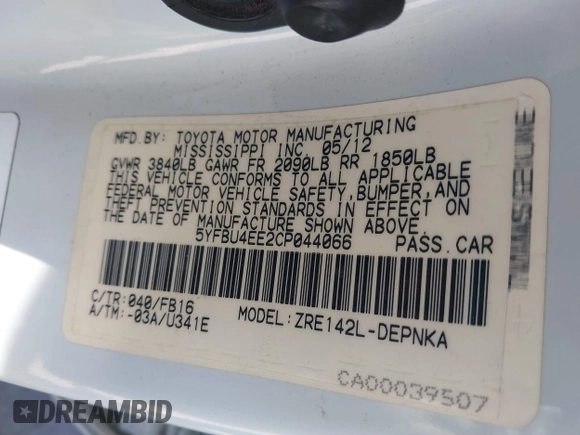 MFD.BY: TOYOTA MOTOR MANUFACTURING
MISSISSIPPI INC 05/12
GVWR 3840LB GAWR FR 2090LB RR 1850LB
THIS VEHICLE CONFORMS TO ALL APPLICABLE
FEDERAL MOTOR VEHICLE SAFETY,BUMPER,AND
THEFT PREVENTION STANDARDS IN EFFECT ON
THE DATE OF MANUFACTURE SHOWN ABOVE.
5YFBU4EE2CP044066 PASS.CAR
C/TR:040/FB16
A/TM:-03A/U341E
MODEL:ZRE142L-DEPNKA
CA00039507
DREAMBID